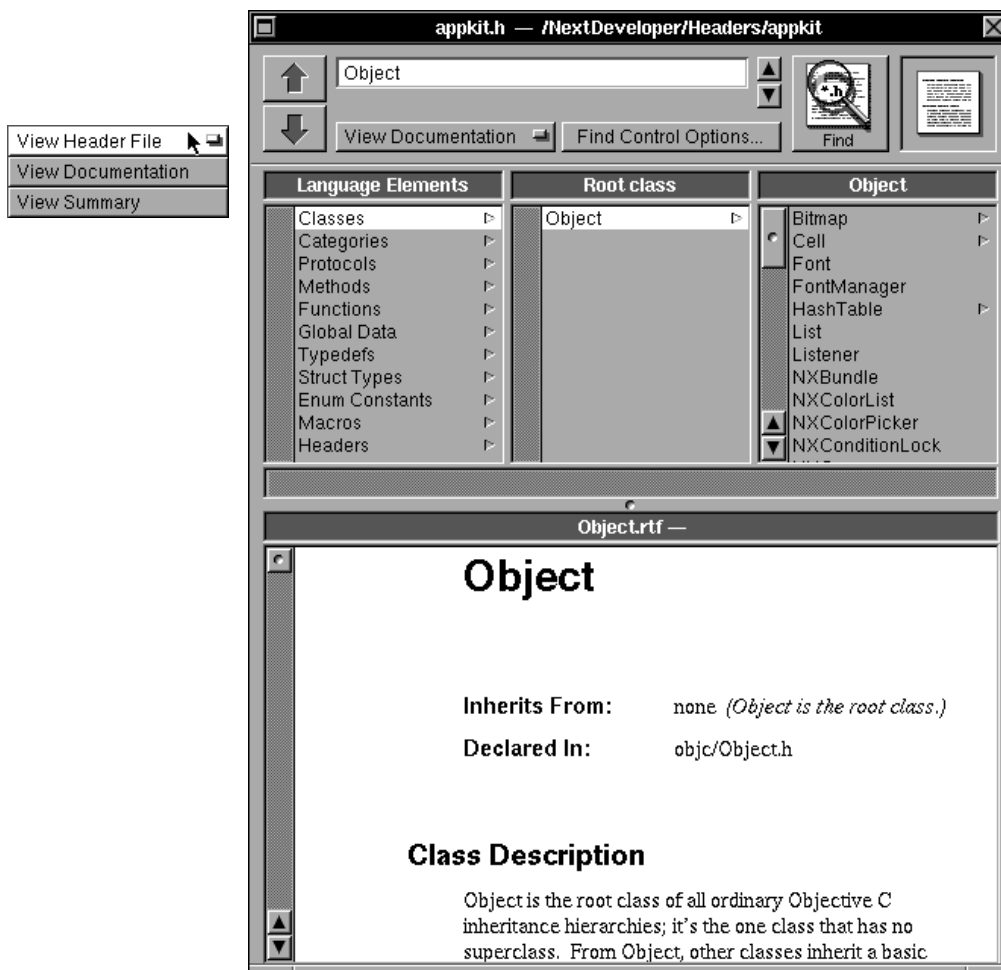 View Header File
View Documentation
View Summary
appkit.h — /NextDeveloper/Headers/appkit
Object
View Documentation
Find Control Options...
*.h
Find
Language Elements
Classes
Categories
Protocols
Methods
Functions
Global Data
Typedefs
Struct Types
Enum Constants
Macros
Headers
Root class
Object
Object
Bitmap
Cell
Font
FontManager
HashTable
List
Listener
NXBundle
NXColorList
NXColorPicker
NXConditionLock
Object.rtf —
Object
Inherits From: none (Object is the root class.)
Declared In: objc/Object.h
Class Description
Object is the root class of all ordinary Objective C
inheritance hierarchies; it's the one class that has no
superclass. From Object, other classes inherit a basic